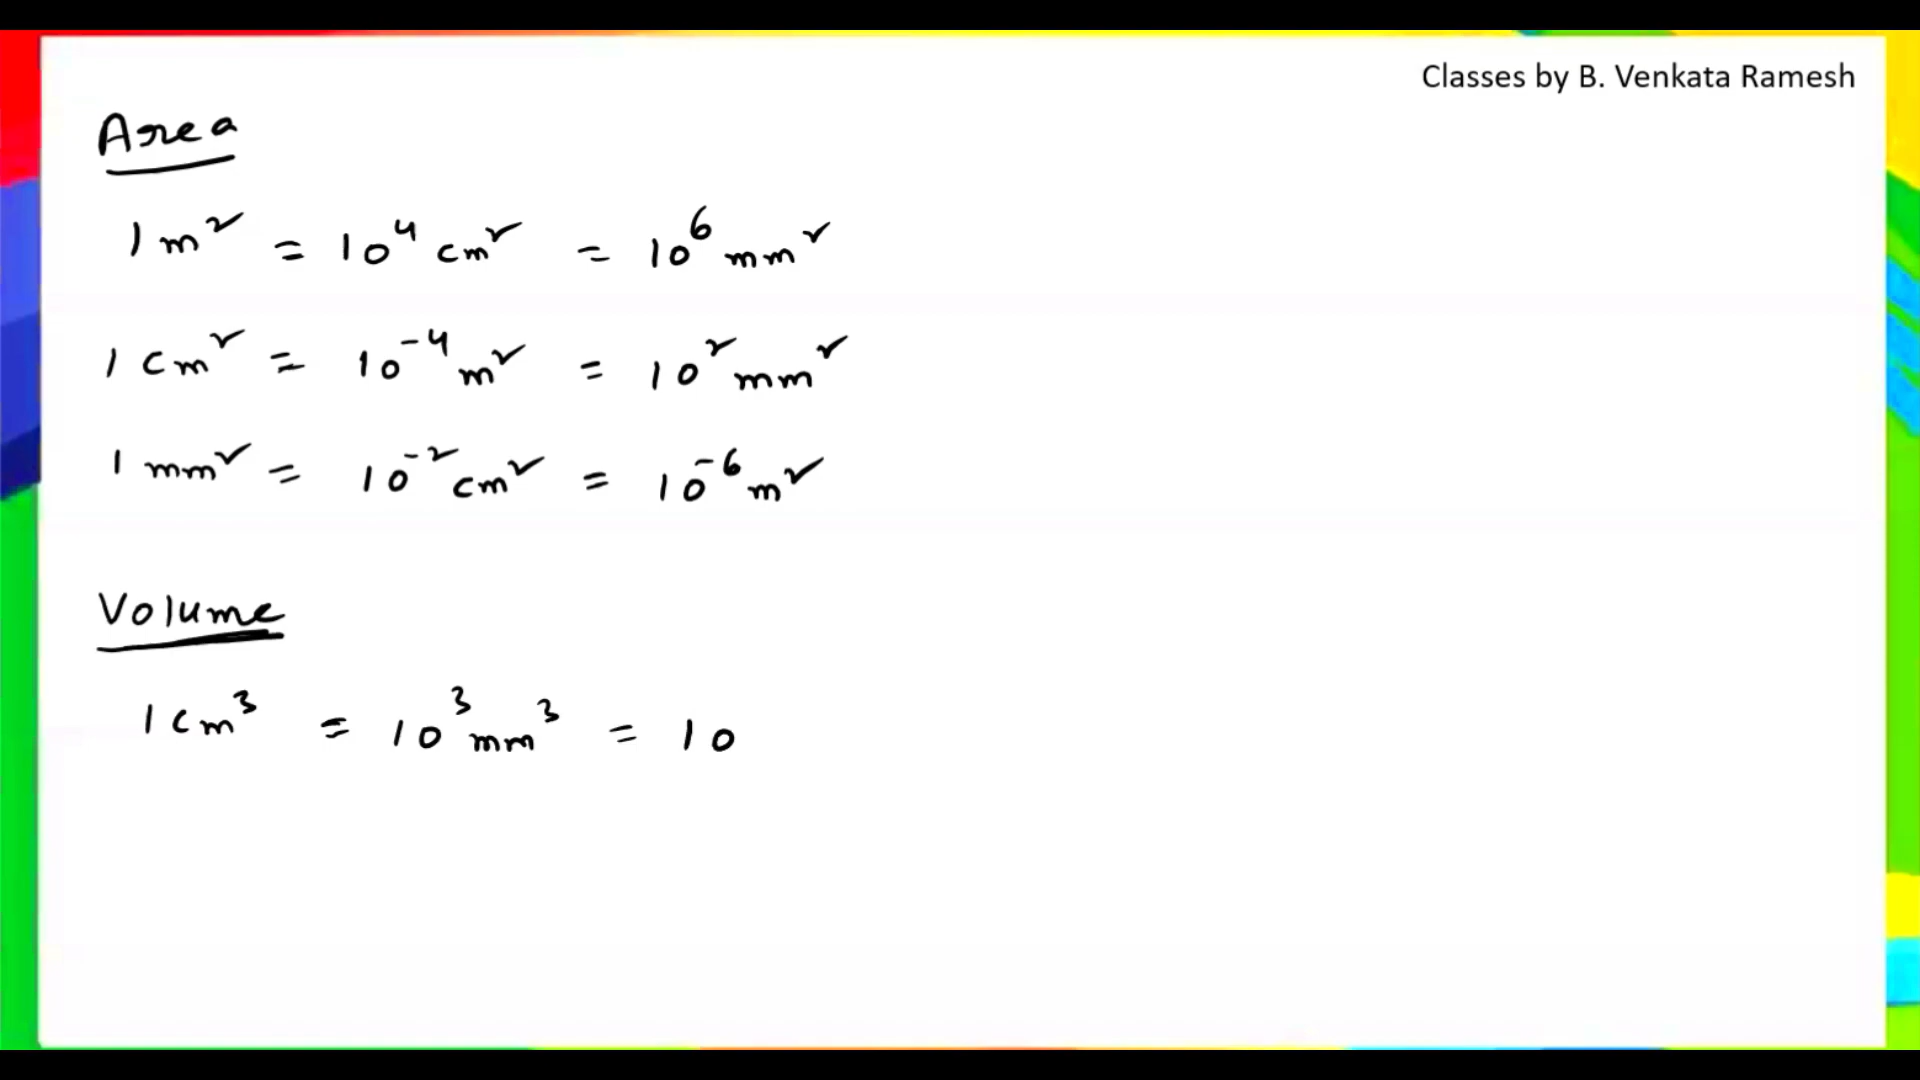 Classes by B. Venkata Ramesh
Area
1 m² = 10⁴ cm² = 10⁶ mm²
1 cm² = 10⁻⁴ m² = 10² mm²
1 mm² = 10⁻² cm² = 10⁻⁶ m²
Volume
1 cm³ = 10³ mm³ = 10